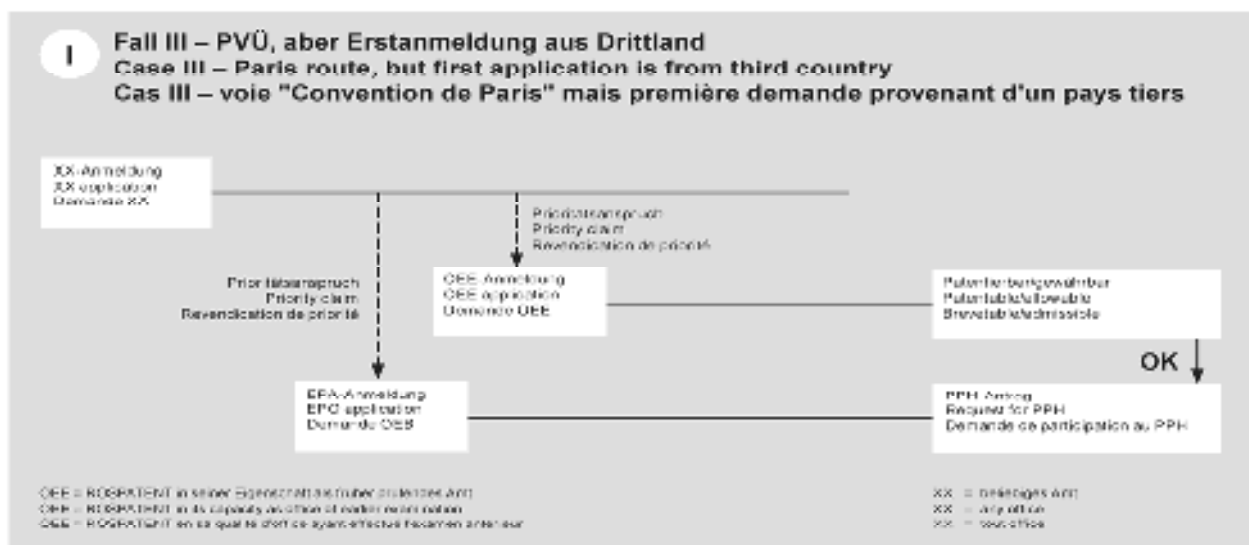 I
Fall III – PVÜ, aber Erstanmeldung aus Drittland
Case III – Paris route, but first application is from third country
Cas III – voie "Convention de Paris" mais première demande provenant d'un pays tiers
XX-Anmeldung
XX application
Demande XX
Prioritätsanspruch
Priority claim
Revendication de priorité
Prioritätsanspruch
Priority claim
Revendication de priorité
OEE-Anmeldung
OEE application
Demande OEE
Patentierbar/gewährbar
Patentable/allowable
Brevetable/admissible
OK
EPA-Anmeldung
EPO application
Demande OEB
PPH-Antrag
Request for PPH
Demande de participation au PPH
OEE = ROSPATENT in seiner Eigenschaft als früher prüfendes Amt
OEE = ROSPATENT in its capacity as office of earlier examination
OEE = ROSPATENT en sa qualité d'office ayant effectué l'examen antérieur
XX = beliebiges Amt
XX = any office
XX = tout office